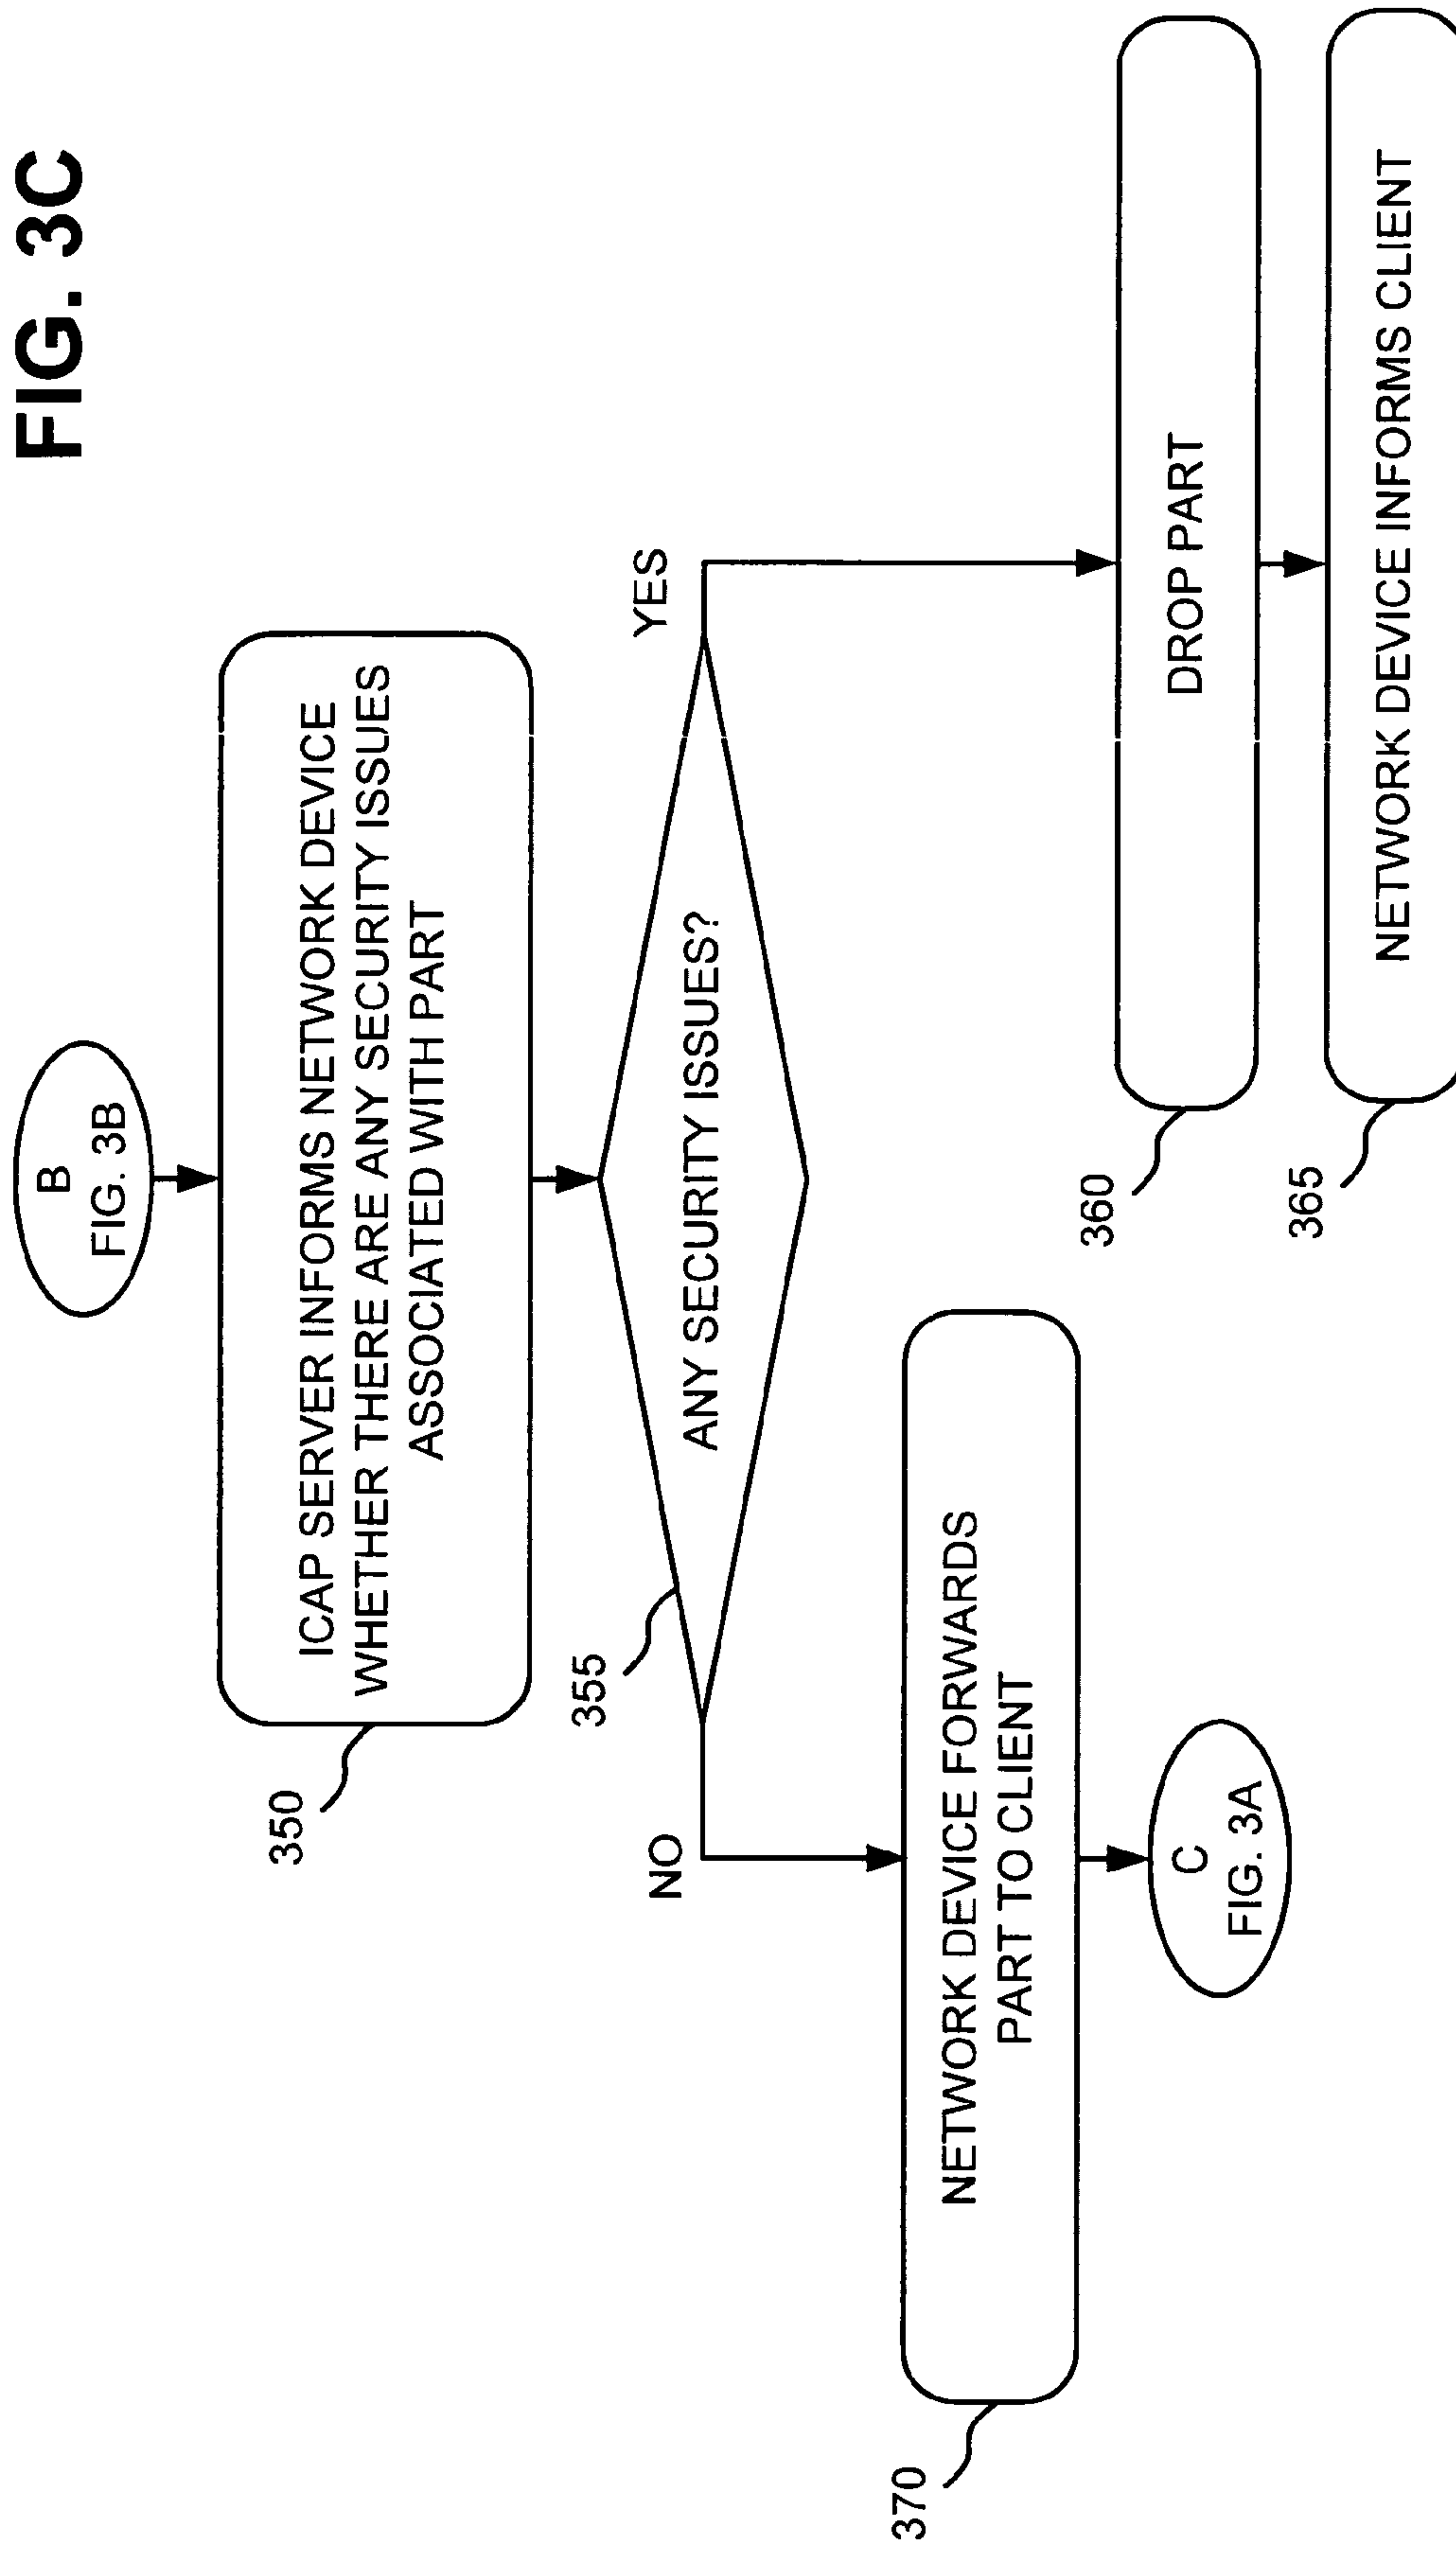 FIG. 3C
B
FIG. 3B
350
ICAP SERVER INFORMS NETWORK DEVICE
WHETHER THERE ARE ANY SECURITY ISSUES
ASSOCIATED WITH PART
355
ANY SECURITY ISSUES?
NO
YES
370
NETWORK DEVICE FORWARDS
PART TO CLIENT
C
FIG. 3A
360
DROP PART
365
NETWORK DEVICE INFORMS CLIENT